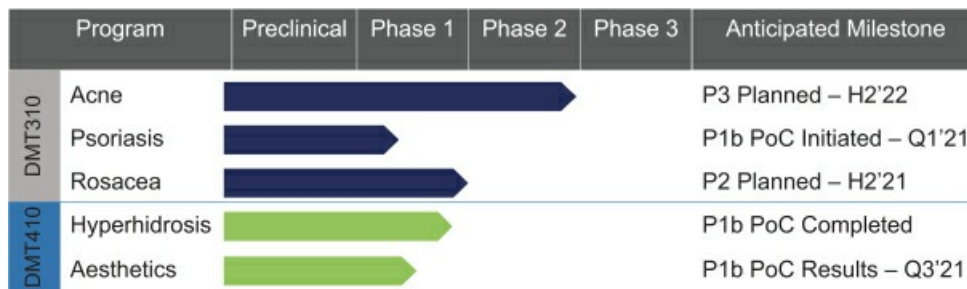 Program Preclinical Phase 1 Phase 2 Phase 3 Anticipated Milestone
DMT310
Acne P3 Planned – H2'22
Psoriasis P1b PoC Initiated – Q1'21
Rosacea P2 Planned – H2'21
DMT410
Hyperhidrosis P1b PoC Completed
Aesthetics P1b PoC Results – Q3'21